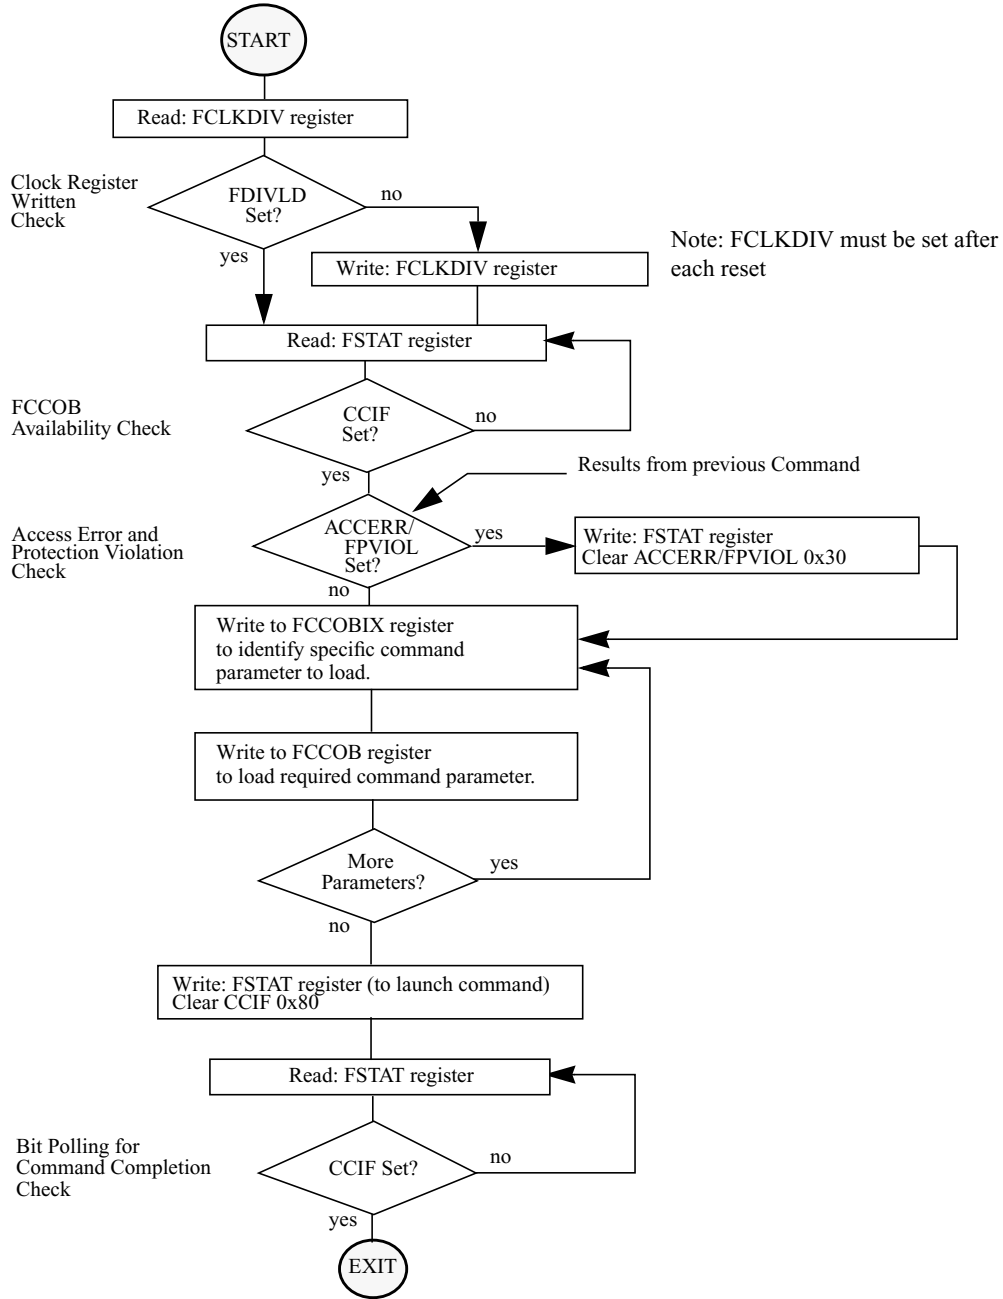 START
Read: FCLKDIV register
Clock Register
Written
Check
FDIVLD
Set?
no
yes
Write: FCLKDIV register
Note: FCLKDIV must be set after
each reset
Read: FSTAT register
FCCOB
Availability Check
CCIF
Set?
no
yes
Results from previous Command
Access Error and
Protection Violation
Check
ACCERR/
FPVIOL
Set?
yes
no
Write: FSTAT register
Clear ACCERR/FPVIOL 0x30
Write to FCCOBIX register
to identify specific command
parameter to load.
Write to FCCOB register
to load required command parameter.
More
Parameters?
yes
no
Write: FSTAT register (to launch command)
Clear CCIF 0x80
Read: FSTAT register
Bit Polling for
Command Completion
Check
CCIF Set?
no
yes
EXIT